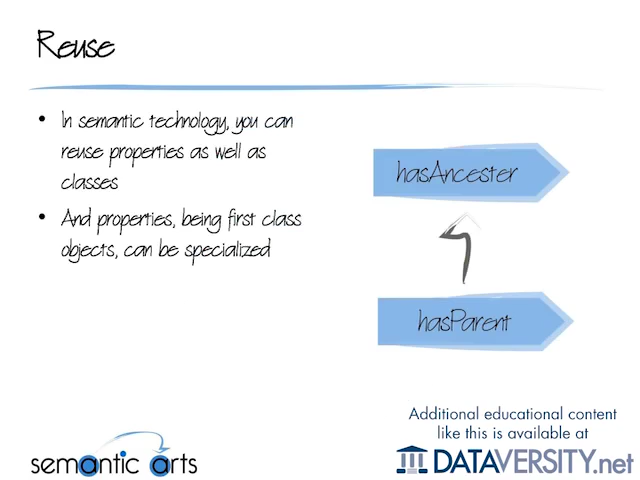 Reuse
• In semantic technology, you can
reuse properties as well as
classes
• And properties, being first class
objects, can be specialized
hasAncester
hasParent
semantic arts
Additional educational content
like this is available at
DATAVERSITY.net